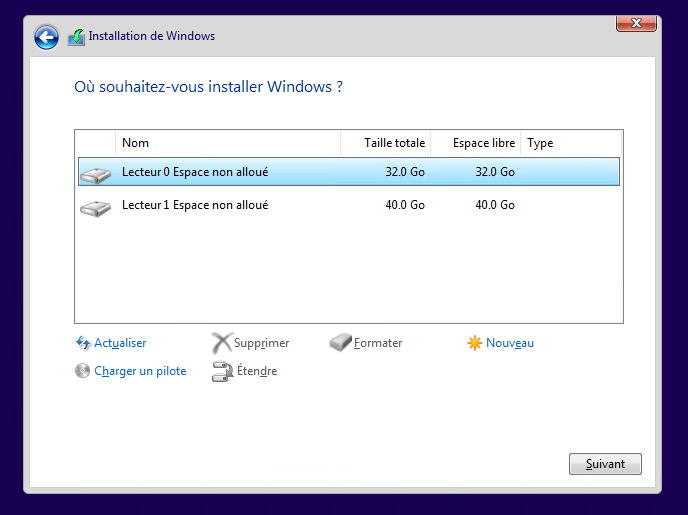 Installation de Windows
Où souhaitez-vous installer Windows ?
Nom Taille totale Espace libre Type
Lecteur 0 Espace non alloué 32.0 Go 32.0 Go
Lecteur 1 Espace non alloué 40.0 Go 40.0 Go
Actualiser Supprimer Formater Nouveau
Charger un pilote Étendre
Suivant